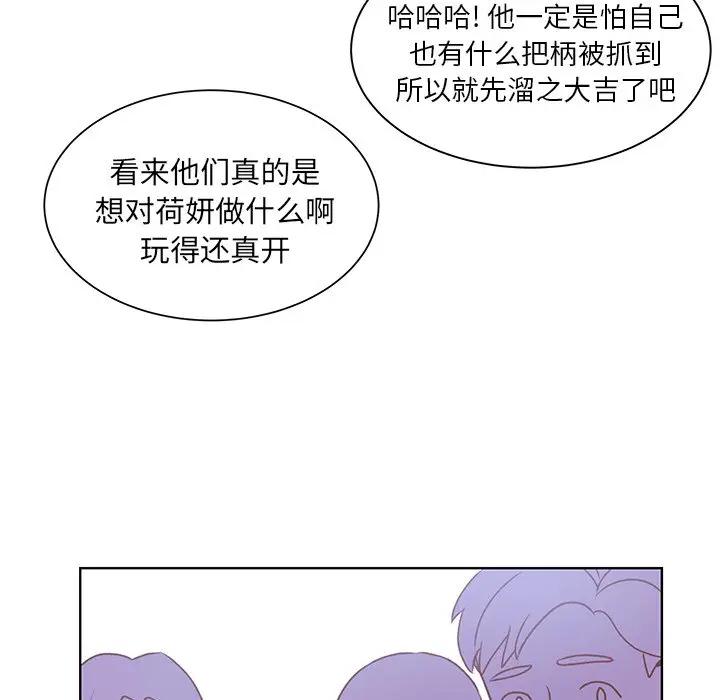 哈哈哈! 他一定是怕自己
也有什么把柄被抓到
所以就先溜之大吉了吧
看来他们真的是
想对荷妍做什么啊
玩得还真开